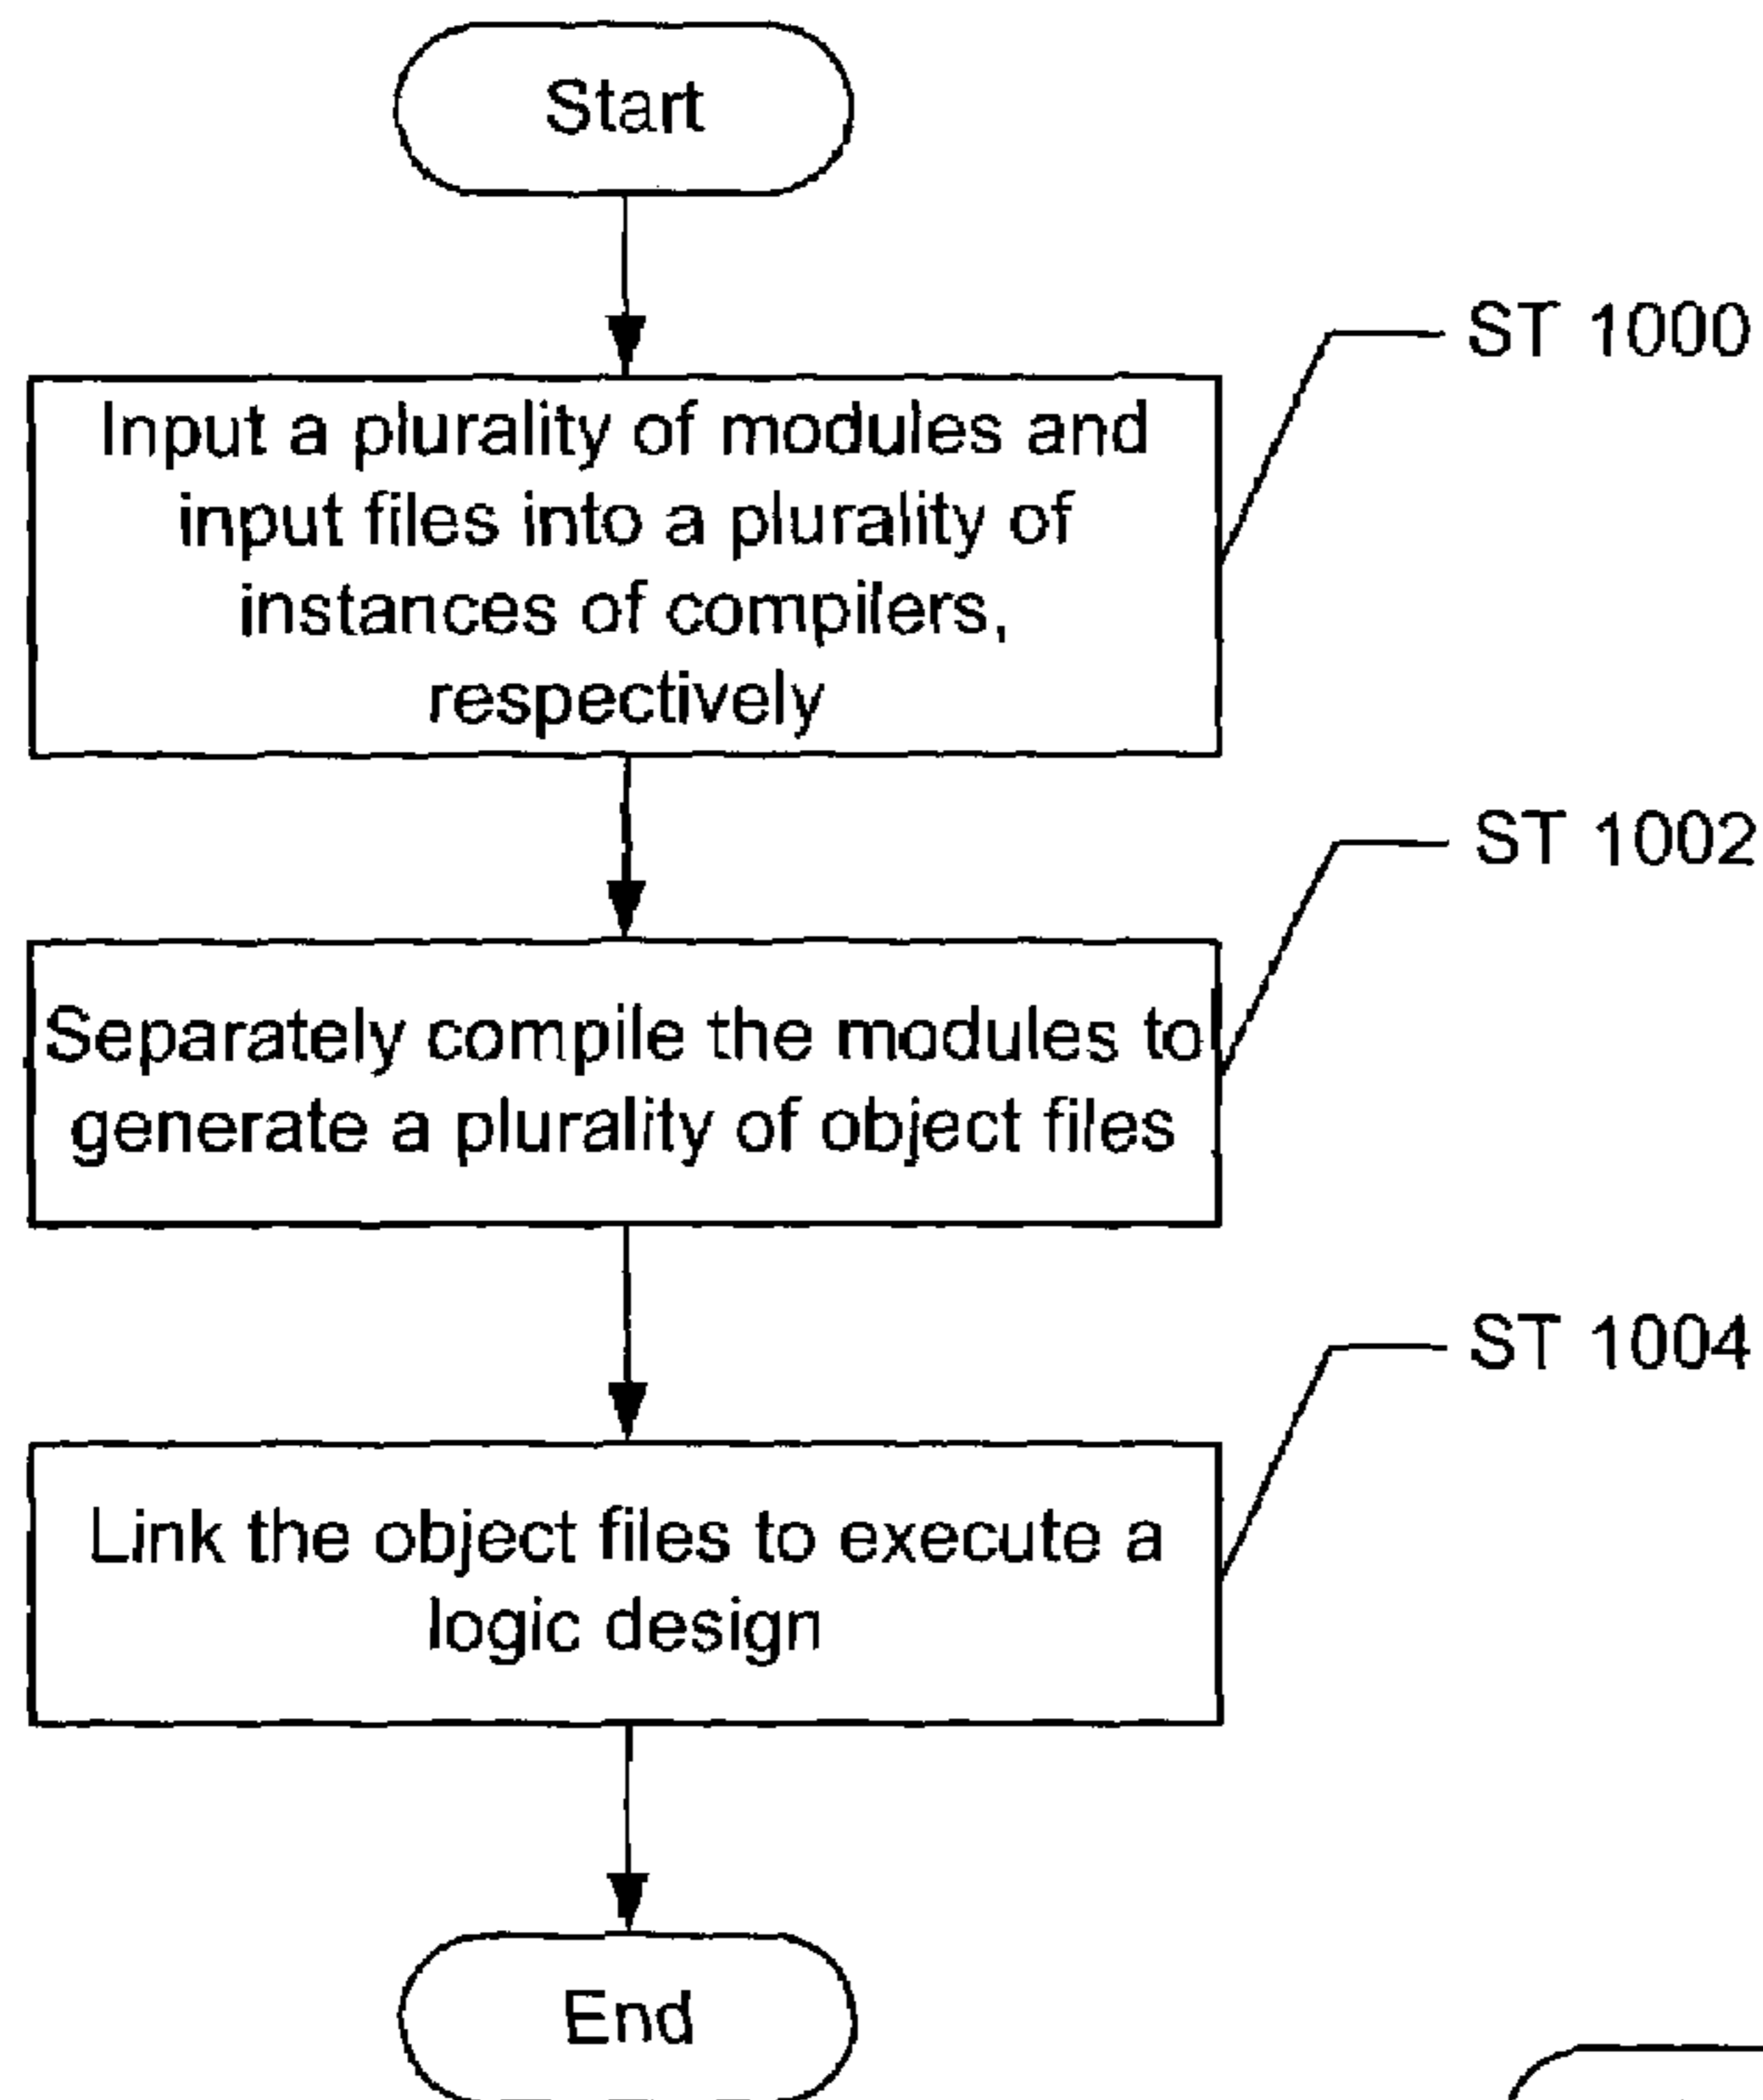 Start
ST 1000
Input a plurality of modules and
input files into a plurality of
instances of compilers,
respectively
ST 1002
Separately compile the modules to
generate a plurality of object files
ST 1004
Link the object files to execute a
logic design
End